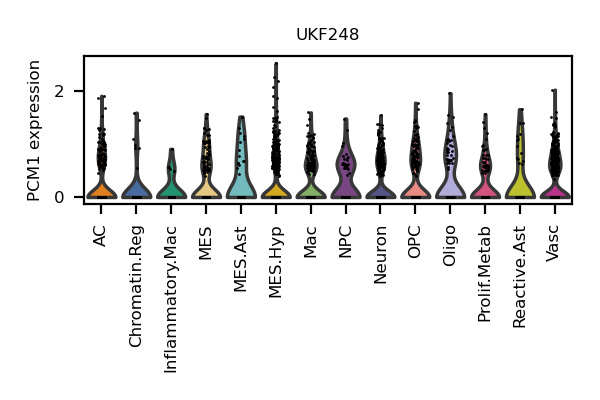 UKF248
PCM1 expression
2
0
AC
Chromatin.Reg
Inflammatory.Mac
MES
MES.Ast
MES.Hyp
Mac
NPC
Neuron
OPC
Oligo
Prolif.Metab
Reactive.Ast
Vasc